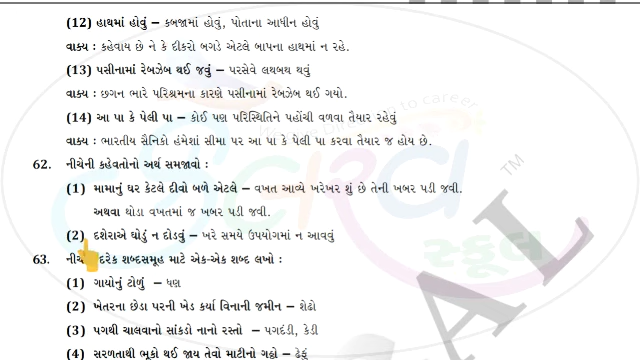 (12) હાથમાં હોવું – કબજામાં હોવું, પોતાના આધીન હોવું
વાક્ય : કહેવાય છે ને કે દીકરો બગડે એટલે બાપના હાથમાં ન રહે.
(13) પસીનામાં રેબઝેબ થઈ જવું – પરસેવે લથબથ થવું
વાક્ય : છગન ભારે પરિશ્રમના કારણે પસીનામાં રેબઝેબ થઈ ગયો.
(14) આ પા કે પેલી પા – કોઈ પણ પરિસ્થિતિને પહોંચી વળવા તૈયાર રહેવું
વાક્ય : ભારતીય સૈનિકો હંમેશાં સીમા પર આ પા કે પેલી પા કરવા તૈયાર જ હોય છે.
62. નીચેની કહેવતોનો અર્થ સમજાવો :
(1) મામાનું ઘર કેટલે દીવો બળે એટલે – વખત આવ્યે ખરેખર શું છે તેની ખબર પડી જવી.
અથવા થોડા વખતમાં જ ખબર પડી જવી.
(2) દશેરાએ ઘોડું ન દોડવું – ખરે સમયે ઉપયોગમાં ન આવવું
63. દરેક શબ્દસમૂહ માટે એક-એક શબ્દ લખો :
(1) ગાયોનું ટોળું – ધણ
(2) ખેતરના છેડા પરની ખેડ કર્યા વિનાની જમીન – શેઢો
(3) પગથી ચાલવાનો સાંકડો નાનો રસ્તો – પગદંડી, કેડી
(4) સરળતાથી ભૂકો થઈ જાય તેવો માટીનો ગઠ્ઠો – ઢેફું
to career
TM
સ્કૂલ